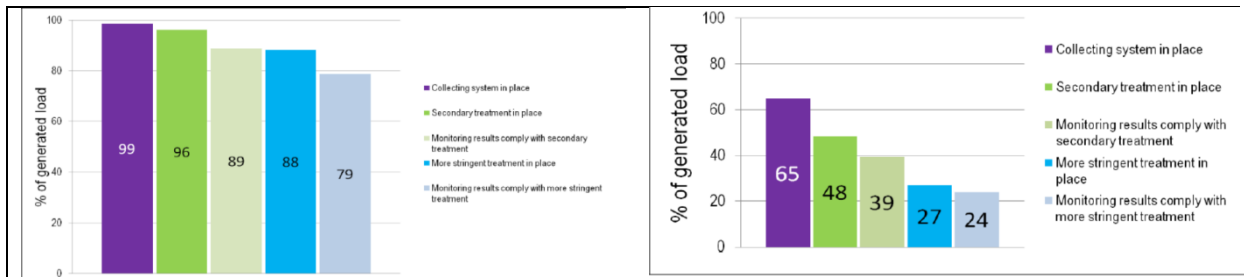 % of generated load
100
80
60
40
20
0
99
96
89
88
79
Collecting system in place
Secondary treatment in place
Monitoring results comply with secondary
treatment
More stringent treatment in place
Monitoring results comply with more stringent
treatment
% of generated load
100
80
60
40
20
0
65
48
39
27
24
Collecting system in place
Secondary treatment in place
Monitoring results comply with
secondary treatment
More stringent treatment in
place
Monitoring results comply with
more stringent treatment